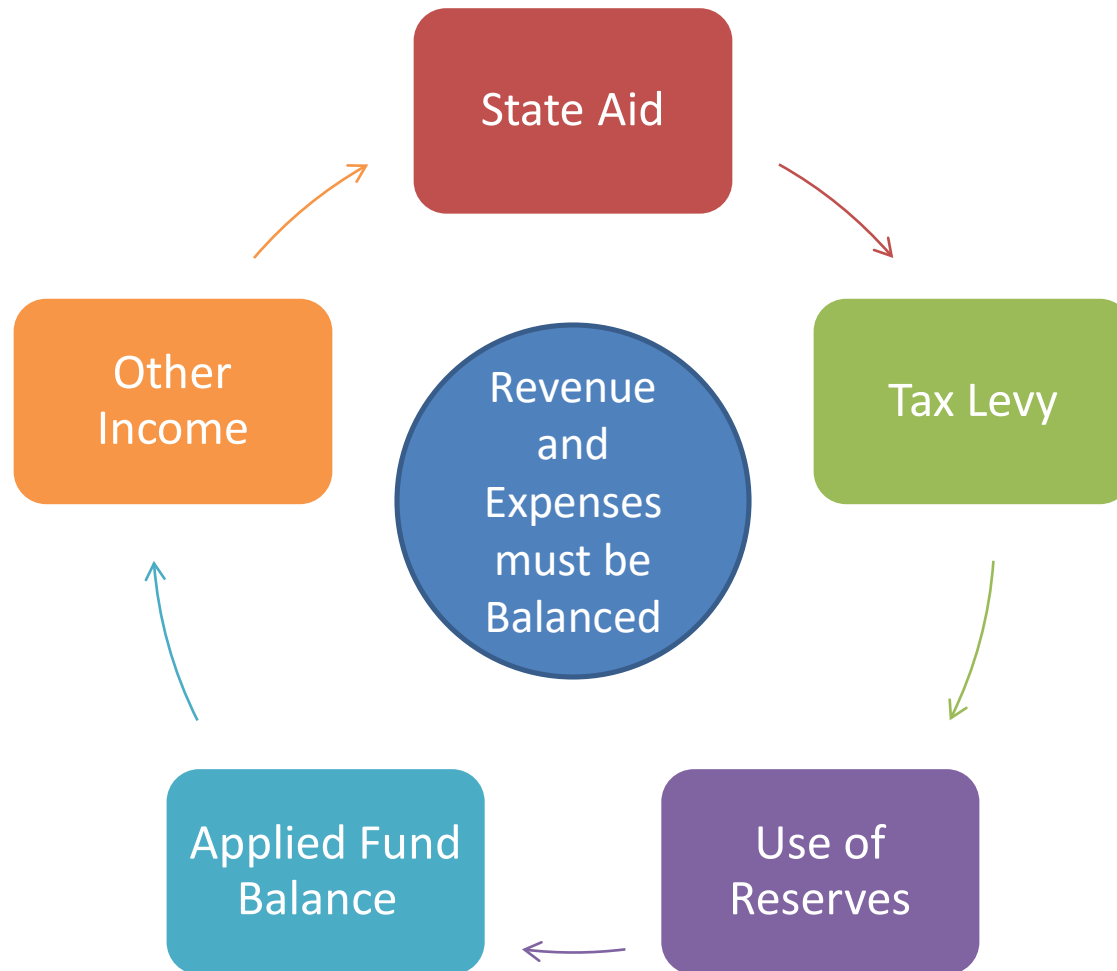 State Aid
Tax Levy
Use of
Reserves
Applied Fund
Balance
Other
Income
Revenue
and
Expenses
must be
Balanced